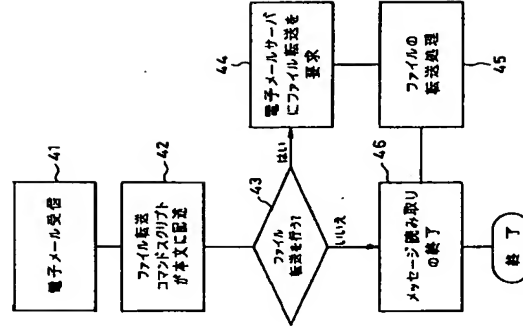 41
電子メール受信
42
ファイル転送
コマンドスクリプト
が本文に記述
43
ファイル
転送を行う?
はい
いいえ
44
電子メールサーバ
にファイル転送を
要求
45
ファイルの
転送処理
46
メッセージ読み取り
の終了
終了